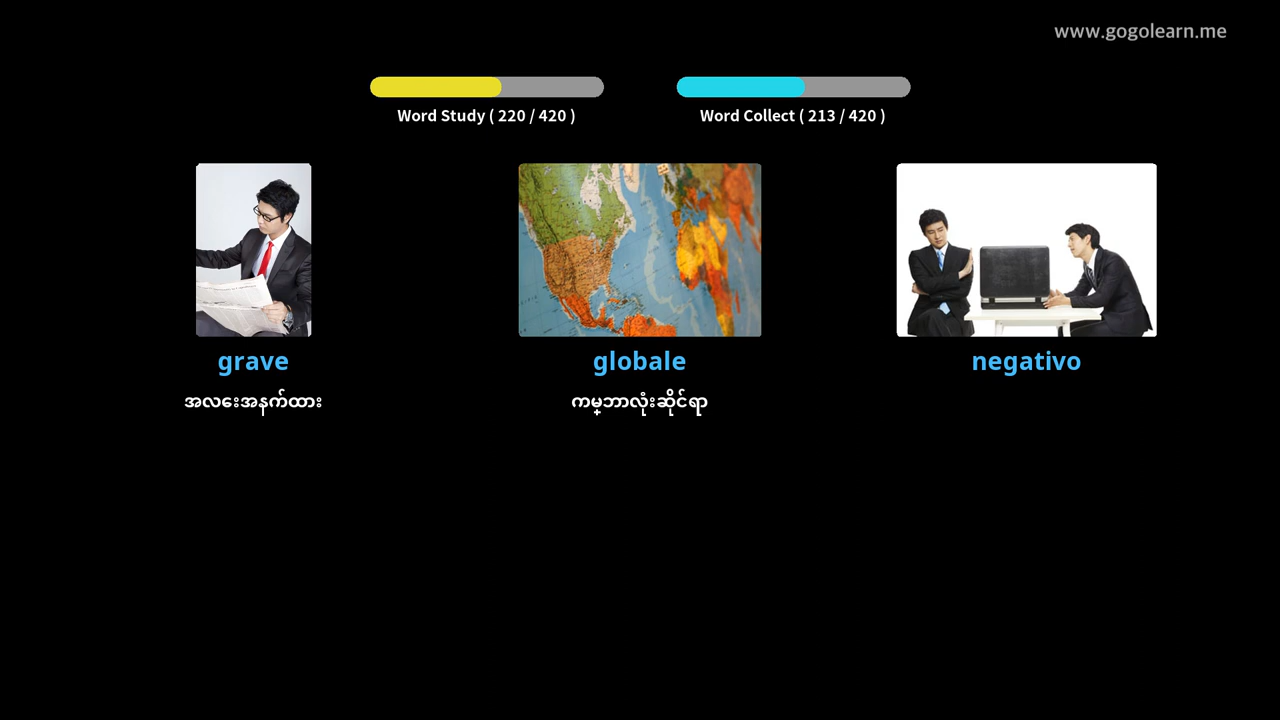 www.gogolearn.me
Word Study ( 220 / 420 )
Word Collect ( 213 / 420 )
grave
globale
negativo
အလေးအနက်ထား
ကမ္ဘာလုံးဆိုင်ရာ